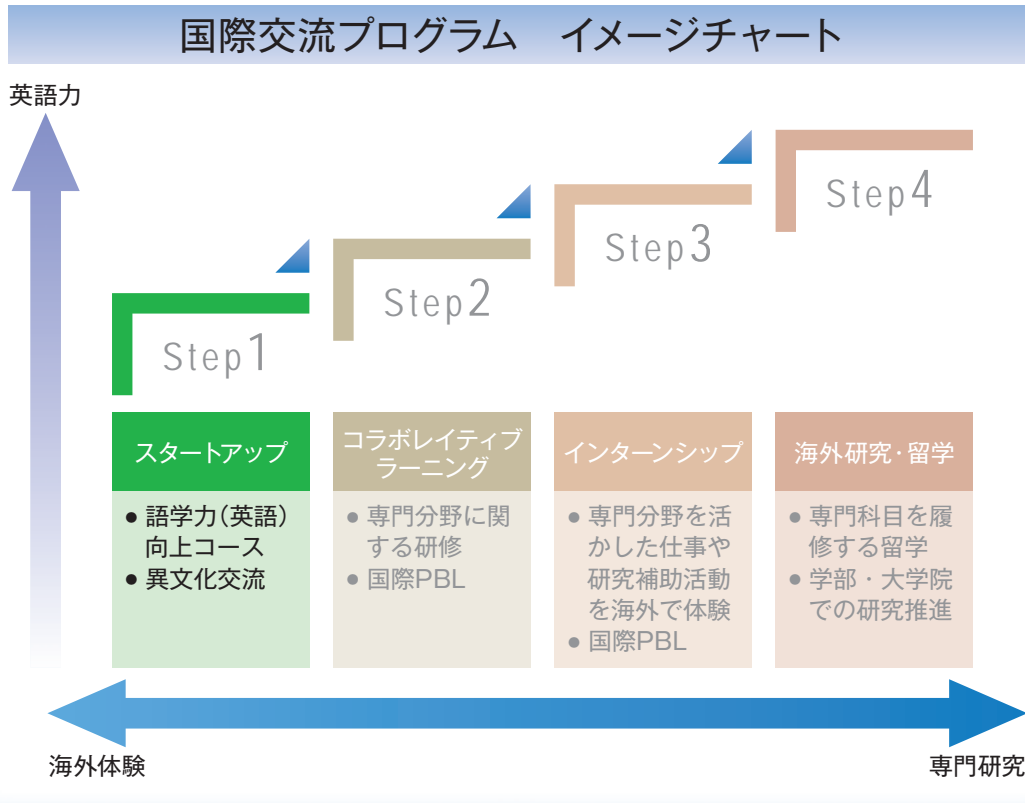 国際交流プログラム　イメージチャート
英語力
Step1
Step2
Step3
Step4
スタートアップ
● 語学力（英語）
向上コース
● 異文化交流
コラボレイティブ
ラーニング
● 専門分野に関
する研修
● 国際PBL
インターンシップ
● 専門分野を活
かした仕事や
研究補助活動
を海外で体験
● 国際PBL
海外研究・留学
● 専門科目を履
修する留学
● 学部・大学院
での研究推進
海外体験
専門研究